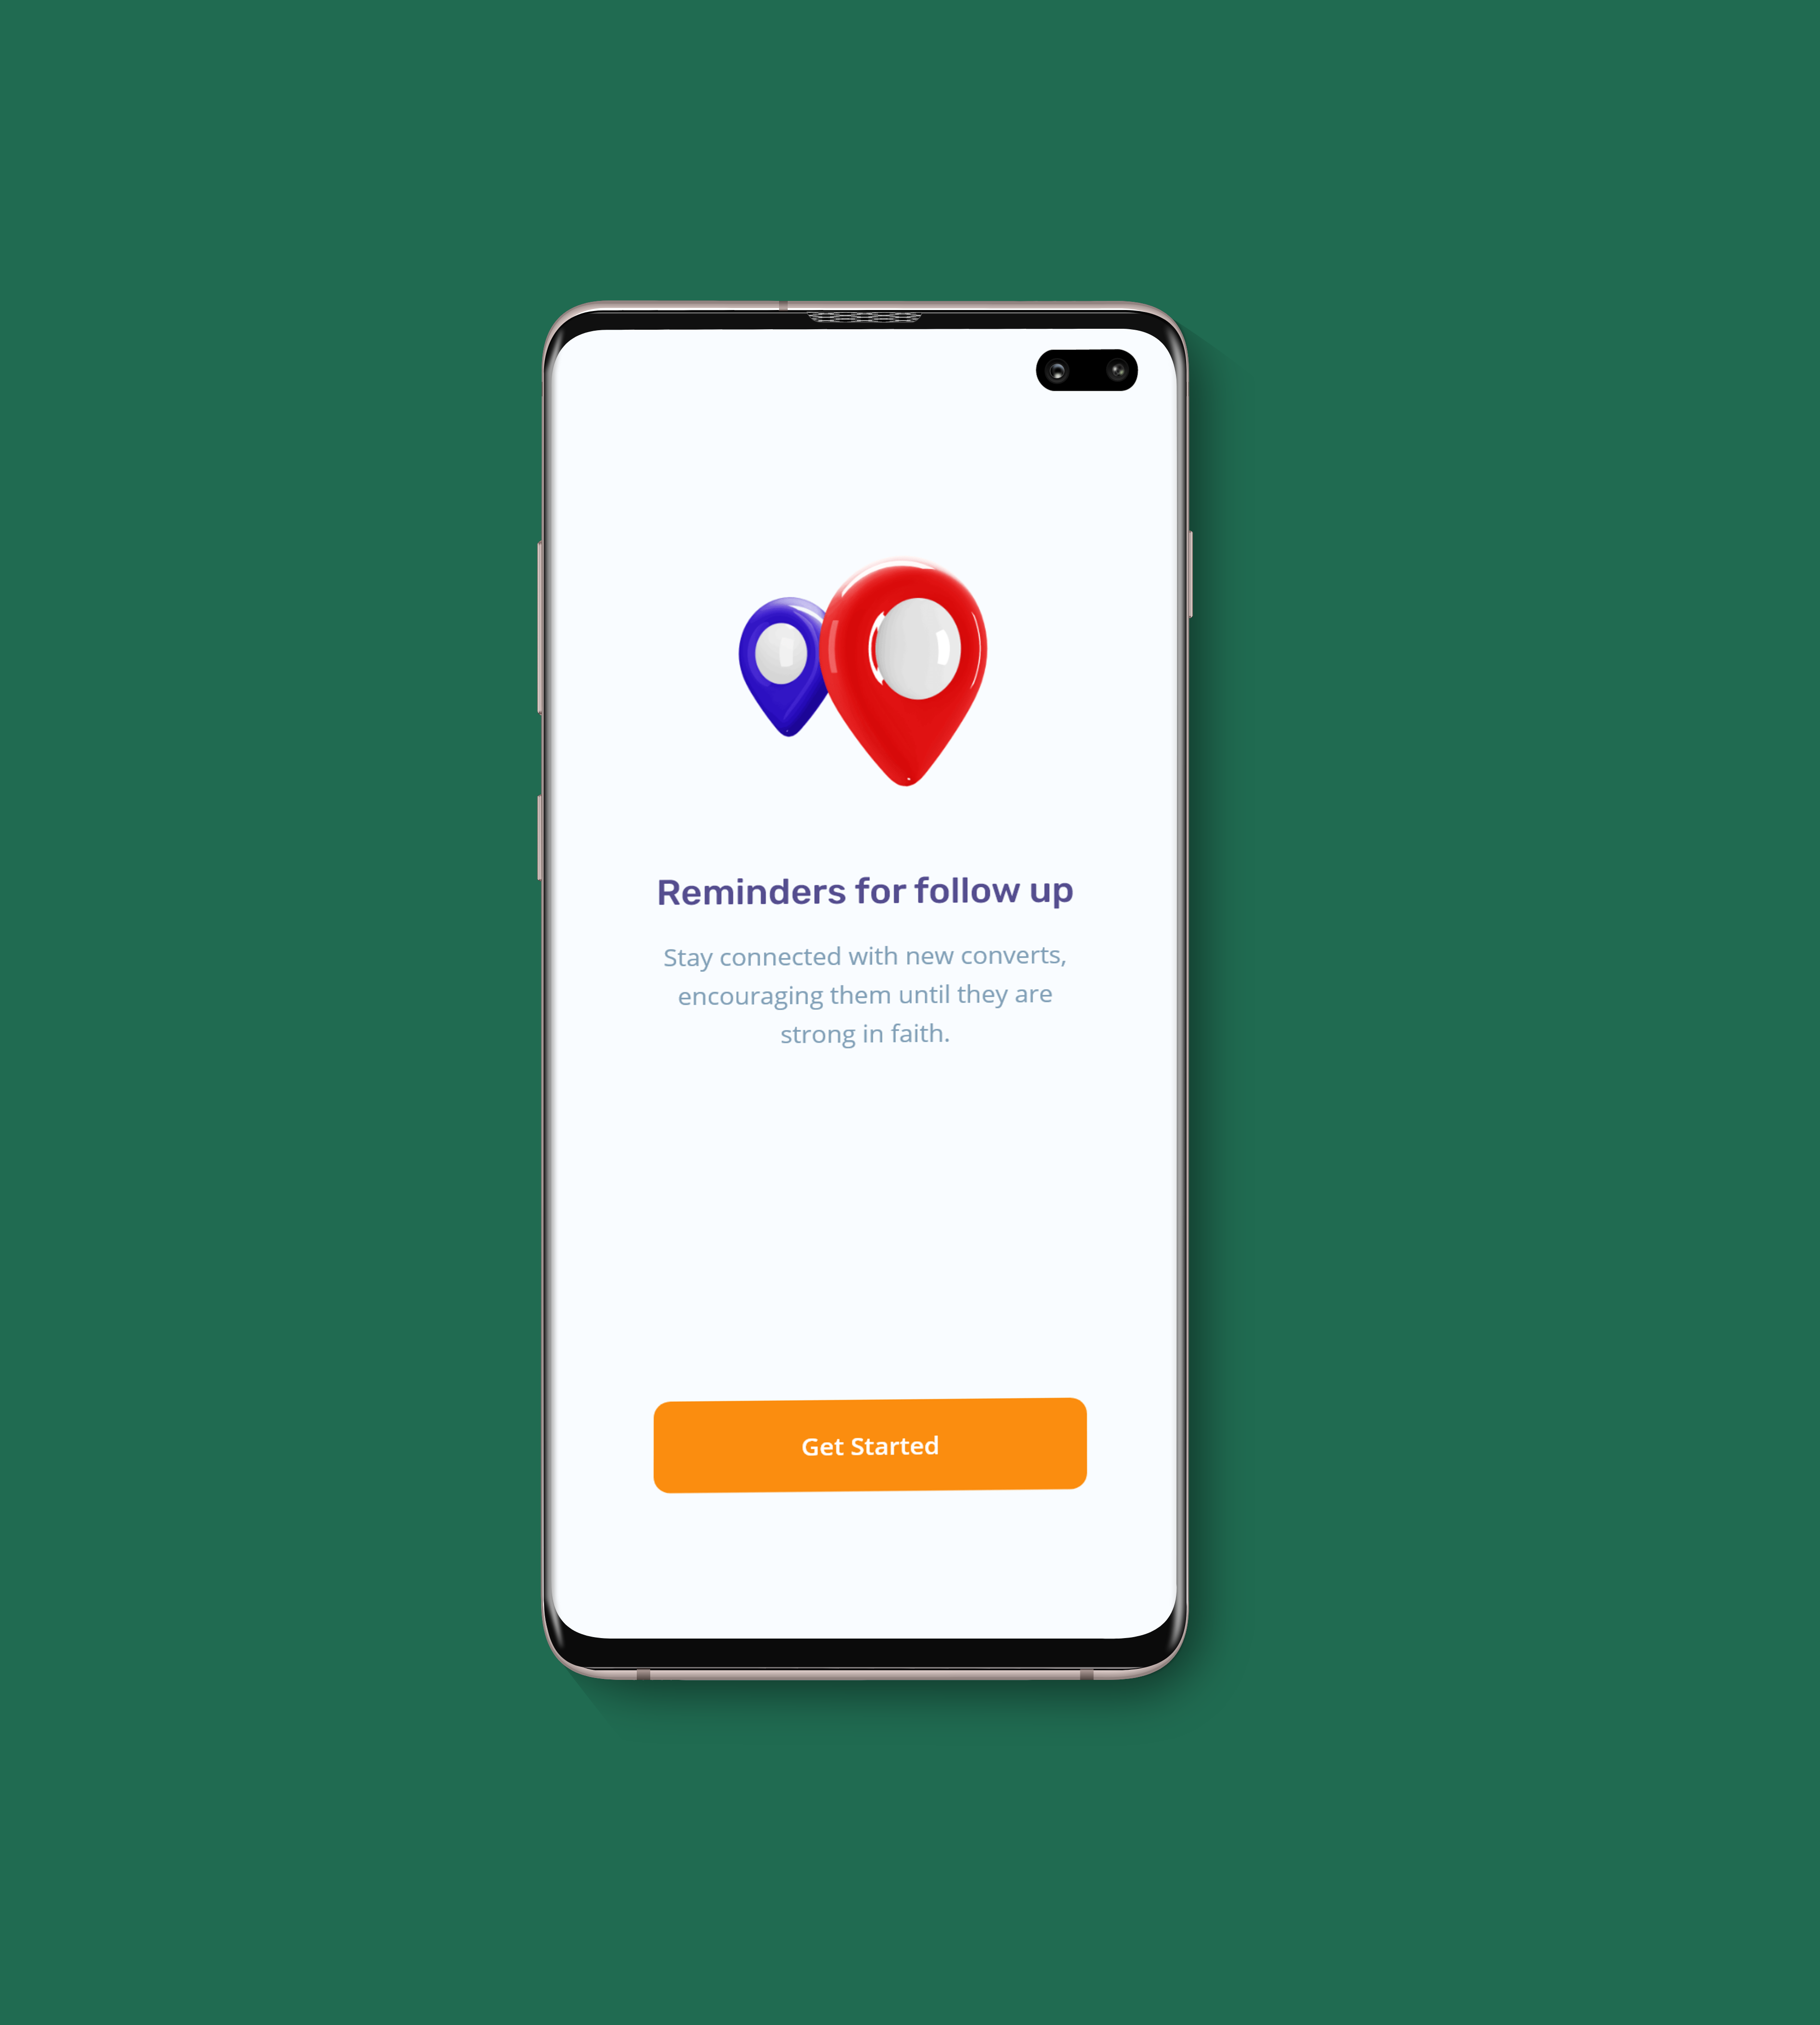 Reminders for follow up
Stay connected with new converts,
encouraging them until they are
strong in faith.
Get Started